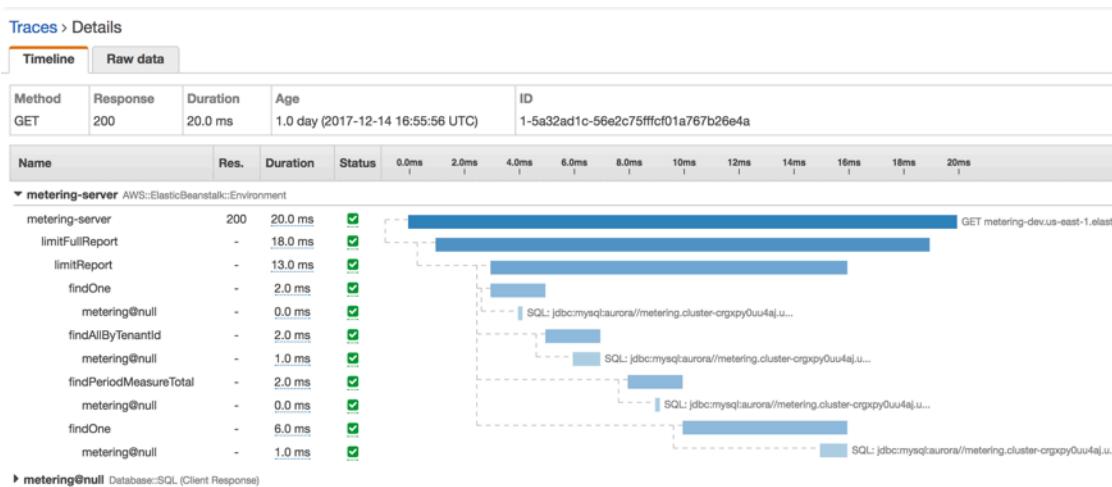 Traces > Details
Timeline Raw data
Method Response Duration Age ID
GET 200 20.0 ms 1.0 day (2017-12-14 16:55:56 UTC) 1-5a32ad1c-56e2c75fffcf01a767b26e4a
Name Res. Duration Status 0.0ms 2.0ms 4.0ms 6.0ms 8.0ms 10ms 12ms 14ms 16ms 18ms 20ms
metering-server AWS::ElasticBeanstalk::Environment
metering-server 200 20.0 ms GET metering-dev.us-east-1.elast
limitFullReport - 18.0 ms
limitReport - 13.0 ms
findOne - 2.0 ms
metering@null - 0.0 ms SQL: jdbc:mysql:aurora//metering.cluster-crgxpy0uu4aj.u...
findAllByTenantId - 2.0 ms
metering@null - 1.0 ms SQL: jdbc:mysql:aurora//metering.cluster-crgxpy0uu4aj.u...
findPeriodMeasureTotal - 2.0 ms
metering@null - 0.0 ms SQL: jdbc:mysql:aurora//metering.cluster-crgxpy0uu4aj.u...
findOne - 6.0 ms
metering@null - 1.0 ms SQL: jdbc:mysql:aurora//metering.cluster-crgxpy0uu4aj.u..
metering@null Database::SQL (Client Response)